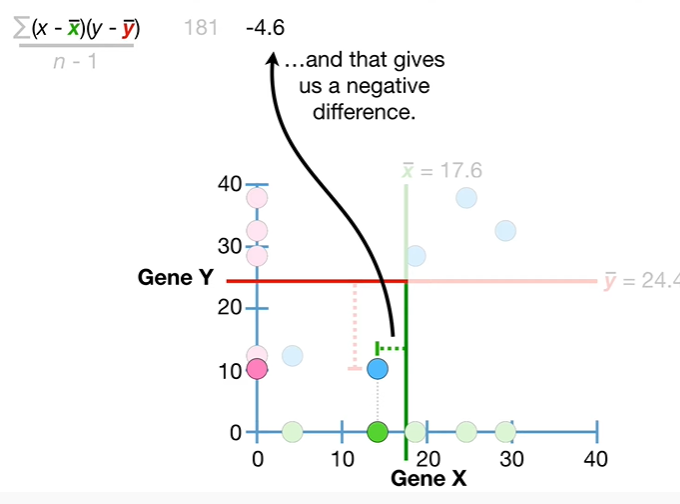 ∑(x - x̄)(y - ȳ)
n - 1
181
-4.6
…and that gives
us a negative
difference.
x̄ = 17.6
40
30
Gene Y
ȳ = 24.4
20
10
0
0 10 20 30 40
Gene X